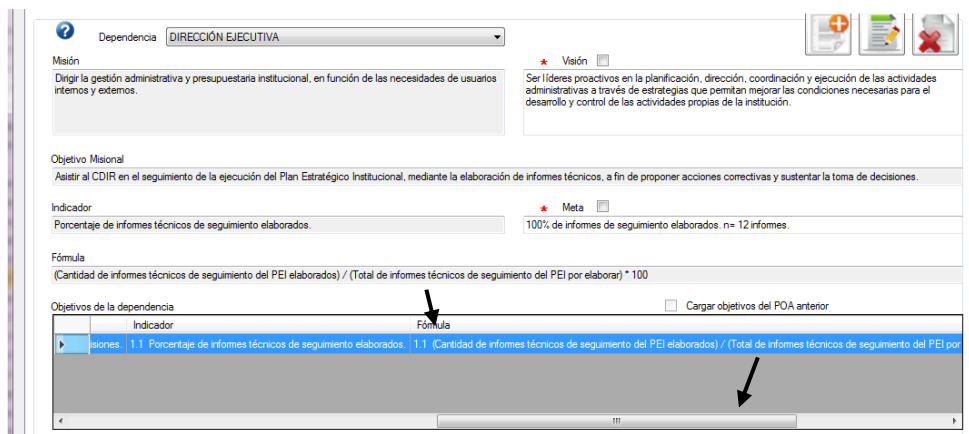 Dependencia DIRECCIÓN EJECUTIVA
Misión
Dirigir la gestión administrativa y presupuestaria institucional, en función de las necesidades de usuarios
internos y externos.
* Visión
Ser líderes proactivos en la planificación, dirección, coordinación y ejecución de las actividades
administrativas a través de estrategias que permitan mejorar las condiciones necesarias para el
desarrollo y control de las actividades propias de la institución.
Objetivo Misional
Asistir al CDIR en el seguimiento de la ejecución del Plan Estratégico Institucional, mediante la elaboración de informes técnicos, a fin de proponer acciones correctivas y sustentar la toma de decisiones.
Indicador
Porcentaje de informes técnicos de seguimiento elaborados.
* Meta
100% de informes de seguimiento elaborados. n= 12 informes.
Fórmula
(Cantidad de informes técnicos de seguimiento del PEI elaborados) / (Total de informes técnicos de seguimiento del PEI por elaborar) * 100
Objetivos de la dependencia
Cargar objetivos del POA anterior
Indicador Fórmula
isiones. 1.1 Porcentaje de informes técnicos de seguimiento elaborados. 1.1 (Cantidad de informes técnicos de seguimiento del PEI elaborados) / (Total de informes técnicos de seguimiento del PEI por